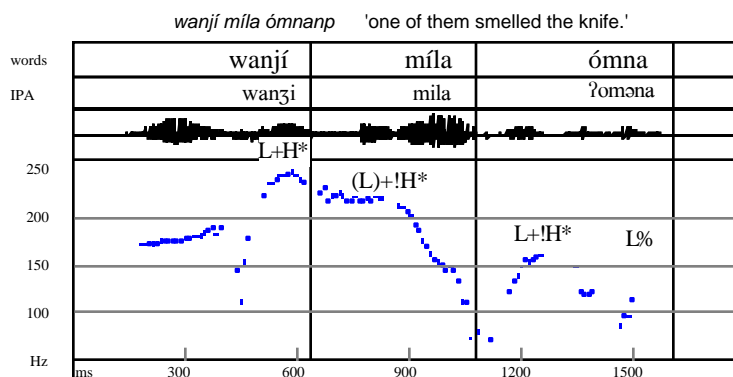 wanjí míla ómnanp 'one of them smelled the knife.'
words wanjí míla ómna
IPA wanʒi mila ʔoməna
L+H*
250
(L)+!H*
200
L+!H* L%
150
100
Hz
ms 300 600 900 1200 1500